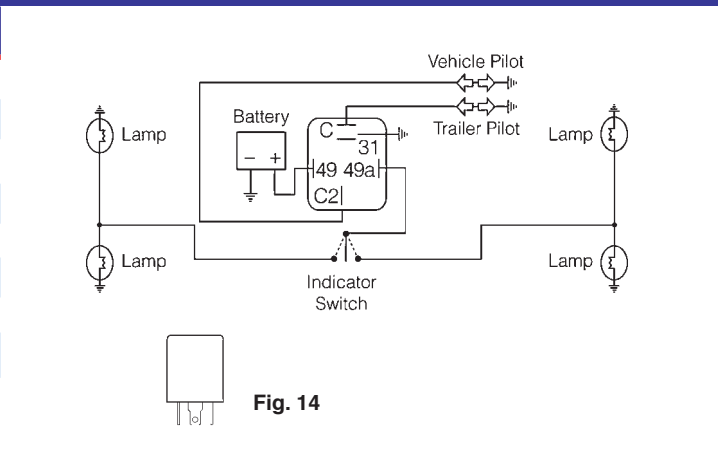 Vehicle Pilot
Trailer Pilot
Battery
Lamp
Lamp
C
31
49 49a
C2
− +
Lamp
Lamp
Indicator
Switch
Fig. 14